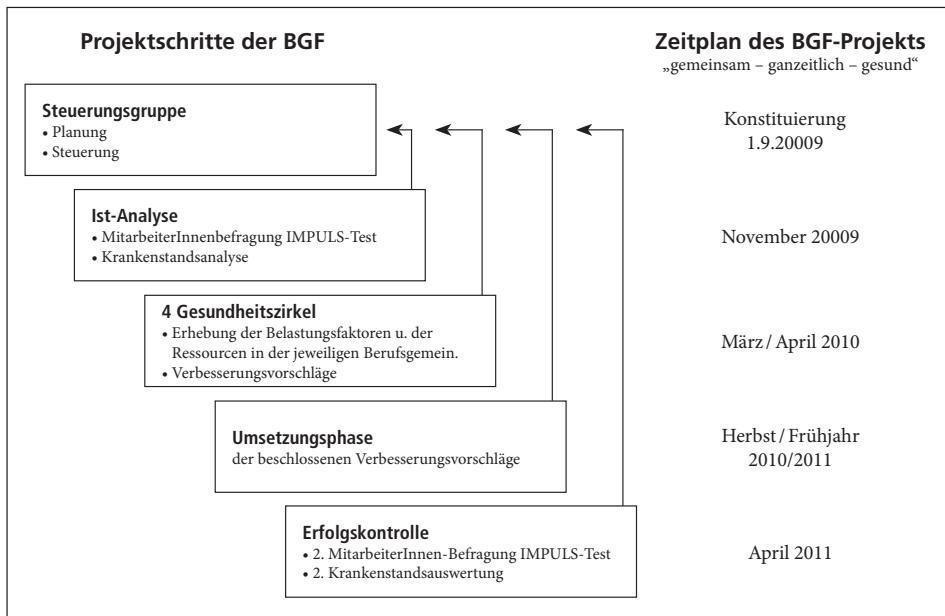 Projektschritte der BGF
Zeitplan des BGF-Projekts
„gemeinsam – ganzeitlich – gesund“
Steuerungsgruppe
• Planung
• Steuerung
Konstituierung
1.9.20009
Ist-Analyse
• MitarbeiterInnenbefragung IMPULS-Test
• Krankenstandsanalyse
November 20009
4 Gesundheitszirkel
• Erhebung der Belastungsfaktoren u. der
Ressourcen in der jeweiligen Berufsgemein.
• Verbesserungsvorschläge
März / April 2010
Umsetzungsphase
der beschlossenen Verbesserungsvorschläge
Herbst / Frühjahr
2010/2011
Erfolgskontrolle
• 2. MitarbeiterInnen-Befragung IMPULS-Test
• 2. Krankenstandsauswertung
April 2011